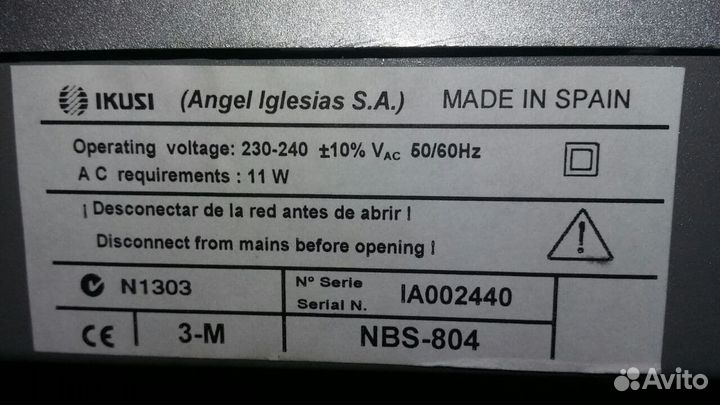 IKUSI (Angel Iglesias S.A.) MADE IN SPAIN
Operating voltage: 230-240 ±10% VAC 50/60Hz
A C requirements : 11 W
¡ Desconectar de la red antes de abrir !
Disconnect from mains before opening !
N1303
Nº Serie
Serial N.
IA002440
CE 3-M NBS-804
Avito